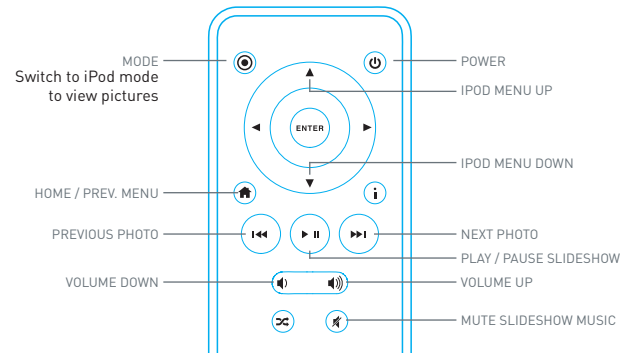 MODE
Switch to iPod mode
to view pictures
POWER
IPOD MENU UP
ENTER
IPOD MENU DOWN
HOME / PREV. MENU
i
PREVIOUS PHOTO
NEXT PHOTO
PLAY / PAUSE SLIDESHOW
VOLUME DOWN
VOLUME UP
MUTE SLIDESHOW MUSIC